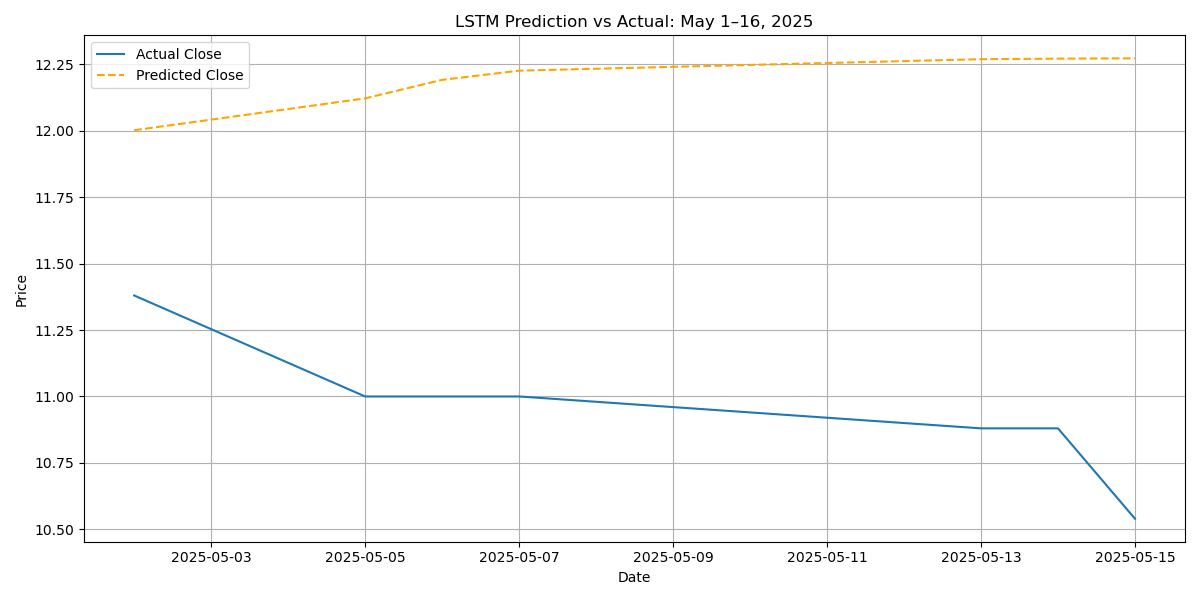 LSTM Prediction vs Actual: May 1–16, 2025
Actual Close
Predicted Close
12.25
12.00
11.75
11.50
11.25
11.00
10.75
10.50
Price
2025-05-03 2025-05-05 2025-05-07 2025-05-09 2025-05-11 2025-05-13 2025-05-15
Date